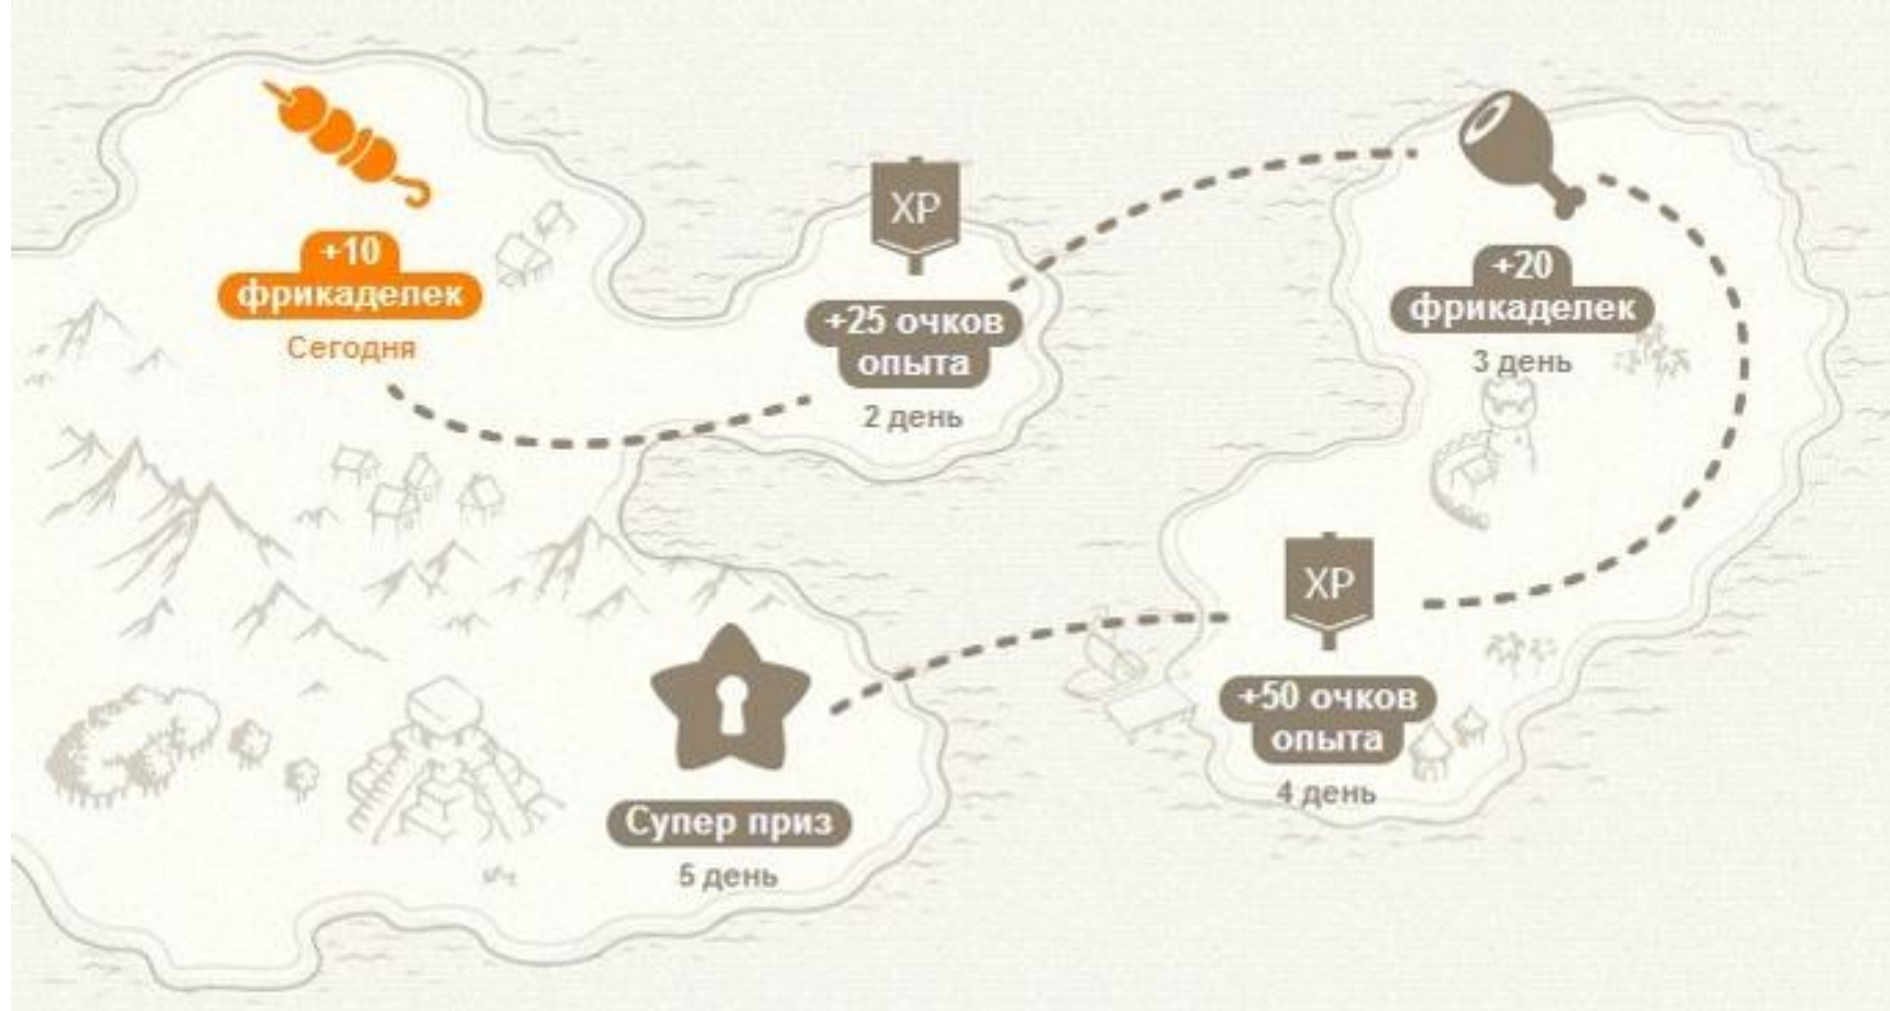 +10
фрикаделек
Сегодня
XP
+25 очков
опыта
2 день
+20
фрикаделек
3 день
XP
+50 очков
опыта
4 день
Супер приз
5 день